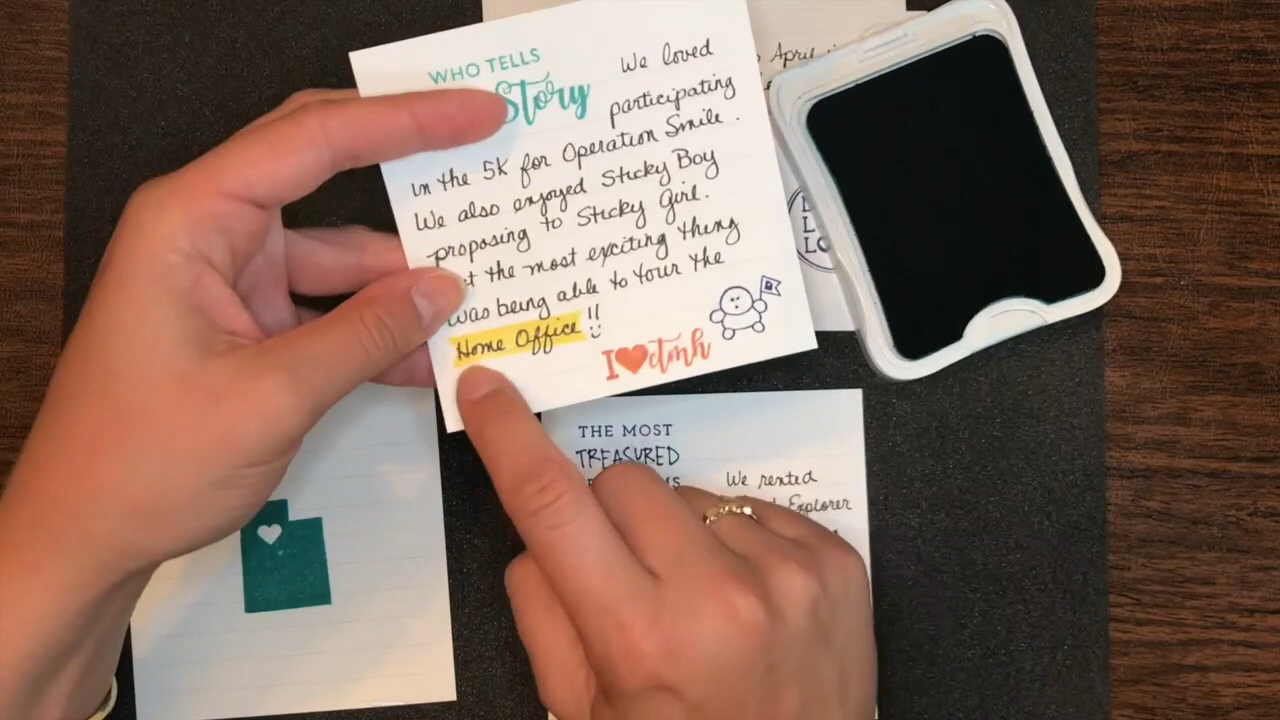 WHO TELLS
Story
We loved
participating
in the 5k for Operation Smile.
We also enjoyed Sticky Boy
proposing to Sticky Girl.
the most exciting thing
was being able to tour the
Home Office!!
I ctmh
April
THE MOST
TREASURED
We rented
Explorer